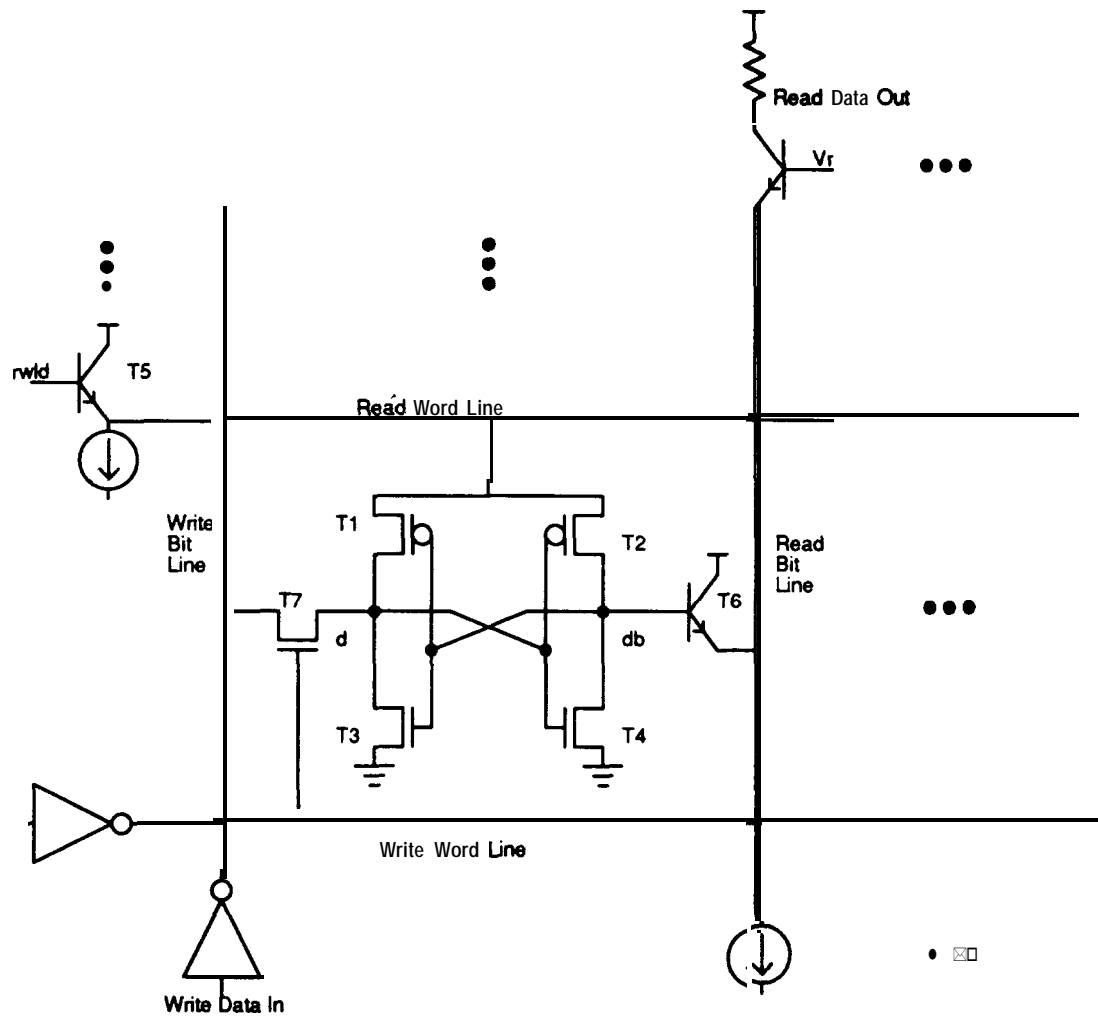 Read Data Out
Vr
rwld
T5
Read Word Line
Write
Bit
Line
T1
T2
Read
Bit
Line
T7
T6
d
db
T3
T4
Write Word Line
Write Data In